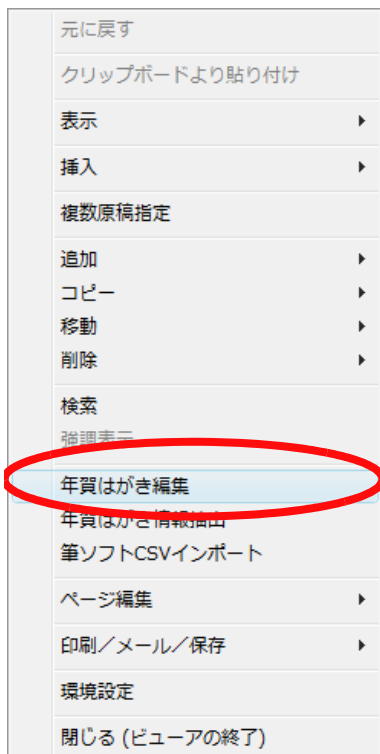 元に戻す
クリップボードより貼り付け
表示
挿入
複数原稿指定
追加
コピー
移動
削除
検索
強調表示
年賀はがき編集
年賀はがき情報抽出
筆ソフトCSVインポート
ページ編集
印刷／メール／保存
環境設定
閉じる (ビューアの終了)